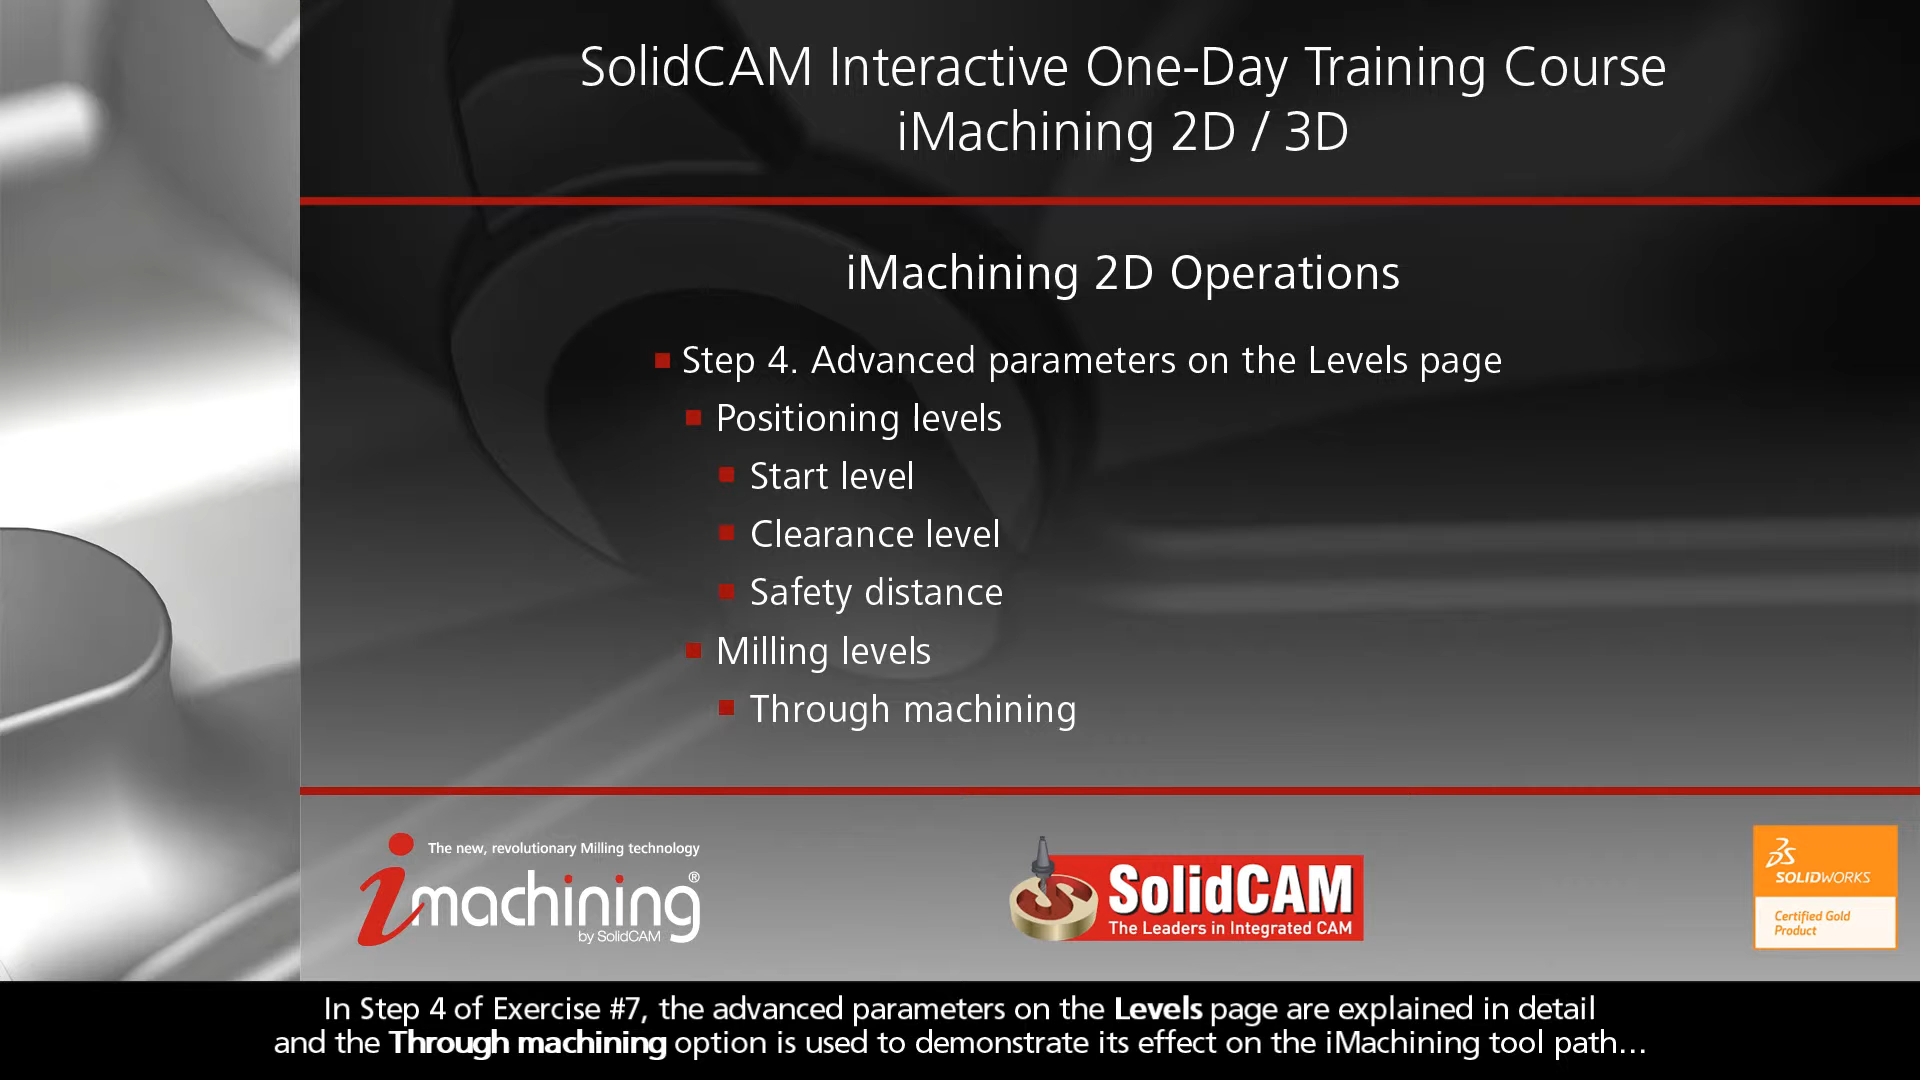 SolidCAM Interactive One-Day Training Course
iMachining 2D / 3D
iMachining 2D Operations
Step 4. Advanced parameters on the Levels page
Positioning levels
Start level
Clearance level
Safety distance
Milling levels
Through machining
The new, revolutionary Milling technology
imachining®
by SolidCAM
SolidCAM
The Leaders in Integrated CAM
SOLIDWORKS
Certified Gold
Product
In Step 4 of Exercise #7, the advanced parameters on the Levels page are explained in detail
and the Through machining option is used to demonstrate its effect on the iMachining tool path...